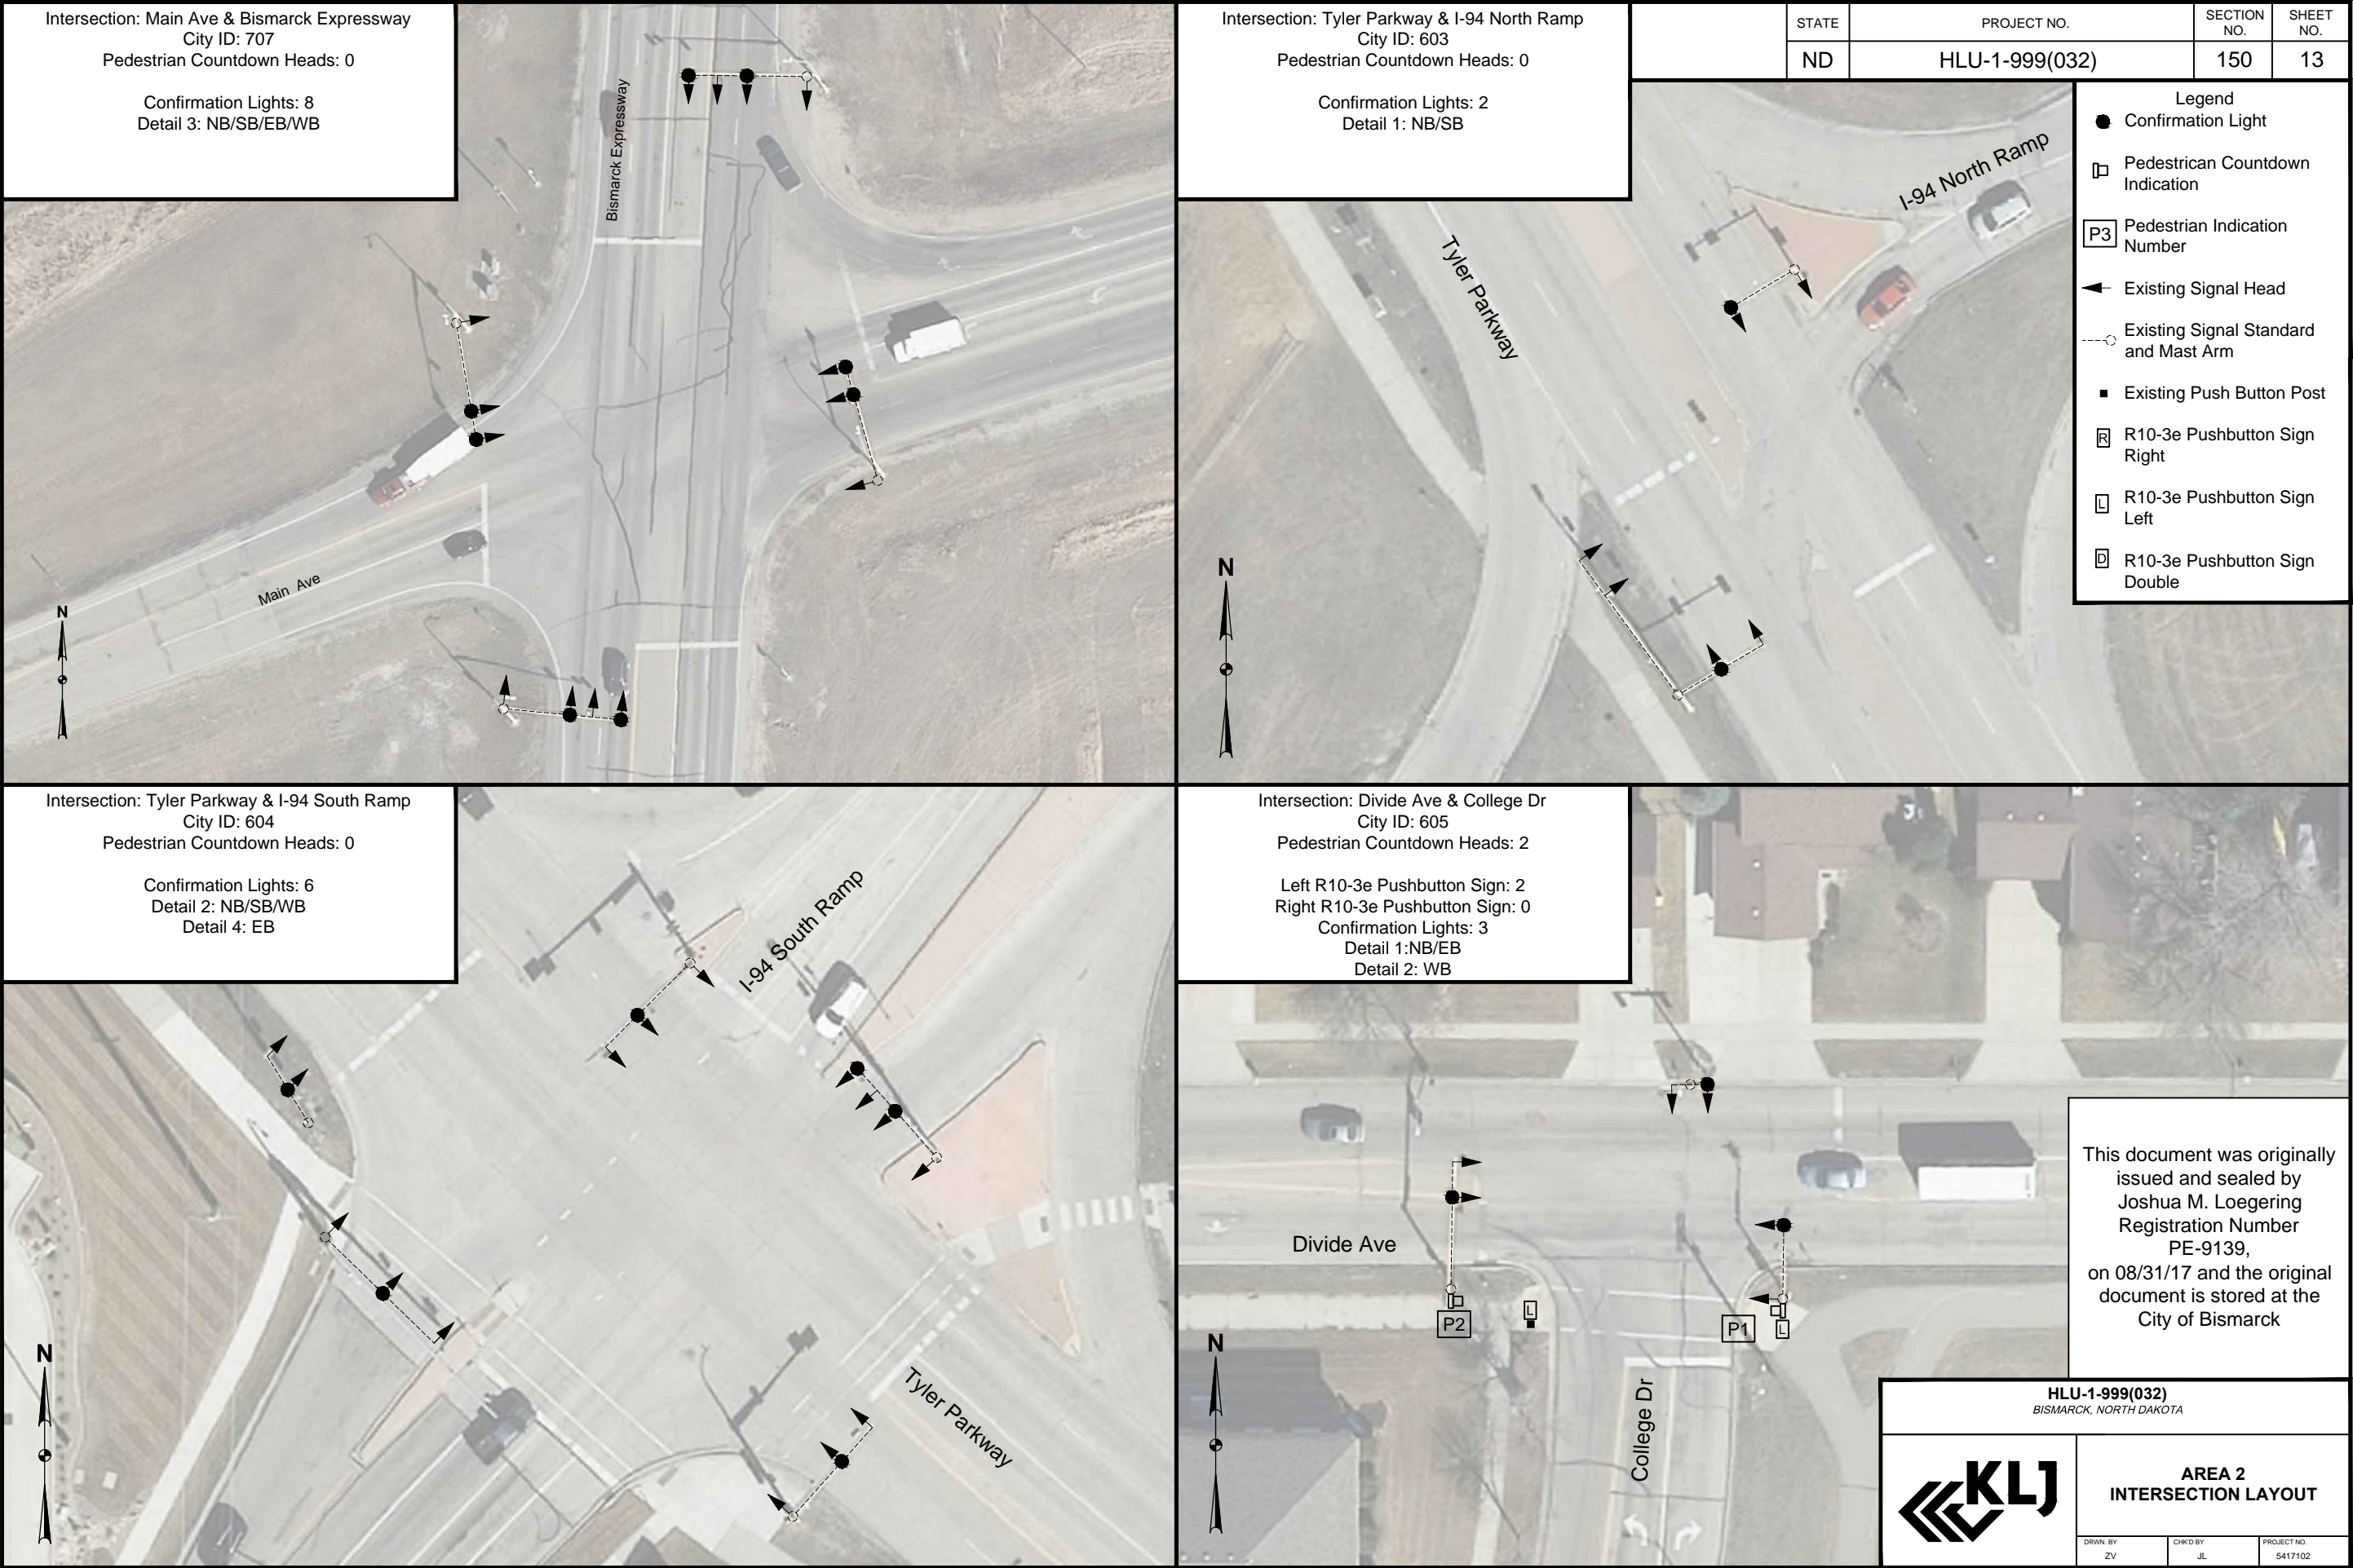 Intersection: Main Ave & Bismarck Expressway
City ID: 707
Pedestrian Countdown Heads: 0
Confirmation Lights: 8
Detail 3: NB/SB/EB/WB
Bismarck Expressway
Main Ave
N
Intersection: Tyler Parkway & I-94 North Ramp
City ID: 603
Pedestrian Countdown Heads: 0
Confirmation Lights: 2
Detail 1: NB/SB
I-94 North Ramp
Tyler Parkway
N
STATE
PROJECT NO.
SECTION NO.
SHEET NO.
ND
HLU-1-999(032)
150
13
Legend
Confirmation Light
Pedestrican Countdown
Indication
P3
Pedestrian Indication
Number
Existing Signal Head
Existing Signal Standard
and Mast Arm
Existing Push Button Post
R
R10-3e Pushbutton Sign
Right
L
R10-3e Pushbutton Sign
Left
D
R10-3e Pushbutton Sign
Double
Intersection: Tyler Parkway & I-94 South Ramp
City ID: 604
Pedestrian Countdown Heads: 0
Confirmation Lights: 6
Detail 2: NB/SB/WB
Detail 4: EB
I-94 South Ramp
Tyler Parkway
N
Intersection: Divide Ave & College Dr
City ID: 605
Pedestrian Countdown Heads: 2
Left R10-3e Pushbutton Sign: 2
Right R10-3e Pushbutton Sign: 0
Confirmation Lights: 3
Detail 1:NB/EB
Detail 2: WB
Divide Ave
P2
L
P1
L
College Dr
N
This document was originally
issued and sealed by
Joshua M. Loegering
Registration Number
PE-9139,
on 08/31/17 and the original
document is stored at the
City of Bismarck
HLU-1-999(032)
BISMARCK, NORTH DAKOTA
KLJ
AREA 2
INTERSECTION LAYOUT
DRWN. BY
ZV
CHK'D BY
JL
PROJECT NO.
5417102